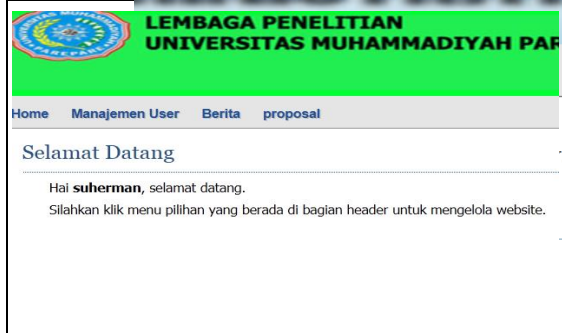 LEMBAGA PENELITIAN
UNIVERSITAS MUHAMMADIYAH PAR
Home Manajemen User Berita proposal
Selamat Datang
Hai suherman, selamat datang.
Silahkan klik menu pilihan yang berada di bagian header untuk mengelola website.